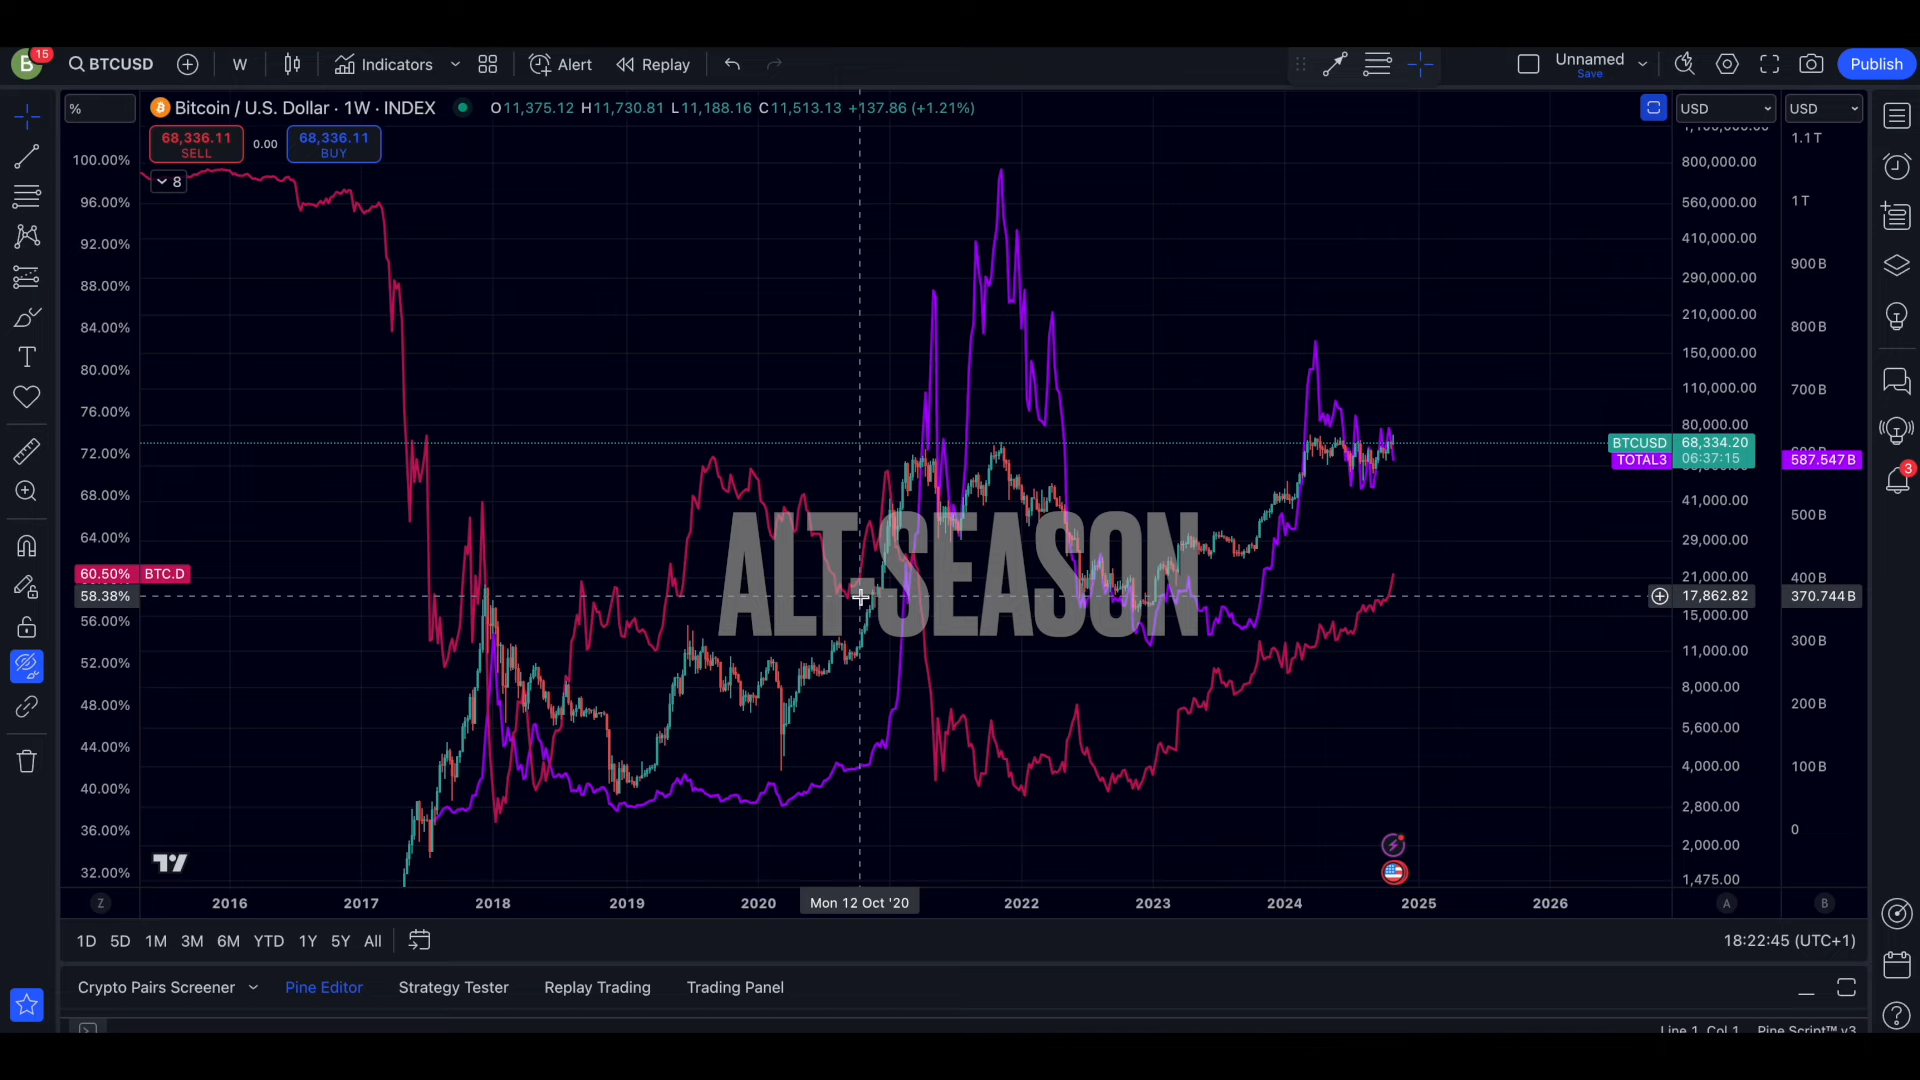 B 15 BTCUSD W Indicators Alert Replay Unnamed Save Publish
% Bitcoin / U.S. Dollar · 1W · INDEX O11,375.12 H11,730.81 L11,188.16 C11,513.13 +137.86 (+1.21%) USD USD
68,336.11 SELL 0.00 68,336.11 BUY
8
ALT-SEASON
100.00%
96.00%
92.00%
88.00%
84.00%
80.00%
76.00%
72.00%
68.00%
64.00%
60.50% BTC.D
58.38%
56.00%
52.00%
48.00%
44.00%
40.00%
36.00%
32.00%
800,000.00
560,000.00
410,000.00
290,000.00
210,000.00
150,000.00
110,000.00
80,000.00
BTCUSD 68,334.20
TOTAL3 06:37:15
41,000.00
29,000.00
21,000.00
17,862.82
15,000.00
11,000.00
8,000.00
5,600.00
4,000.00
2,800.00
2,000.00
1,475.00
1.1T
1T
900B
800B
700B
587.547B
500B
400B
370.744B
300B
200B
100B
0
3
Z 2016 2017 2018 2019 2020 Mon 12 Oct '20 2022 2023 2024 2025 2026 A B
1D 5D 1M 3M 6M YTD 1Y 5Y All 18:22:45 (UTC+1)
Crypto Pairs Screener Pine Editor Strategy Tester Replay Trading Trading Panel
Line 1, Col 1 Pine Script™ v3